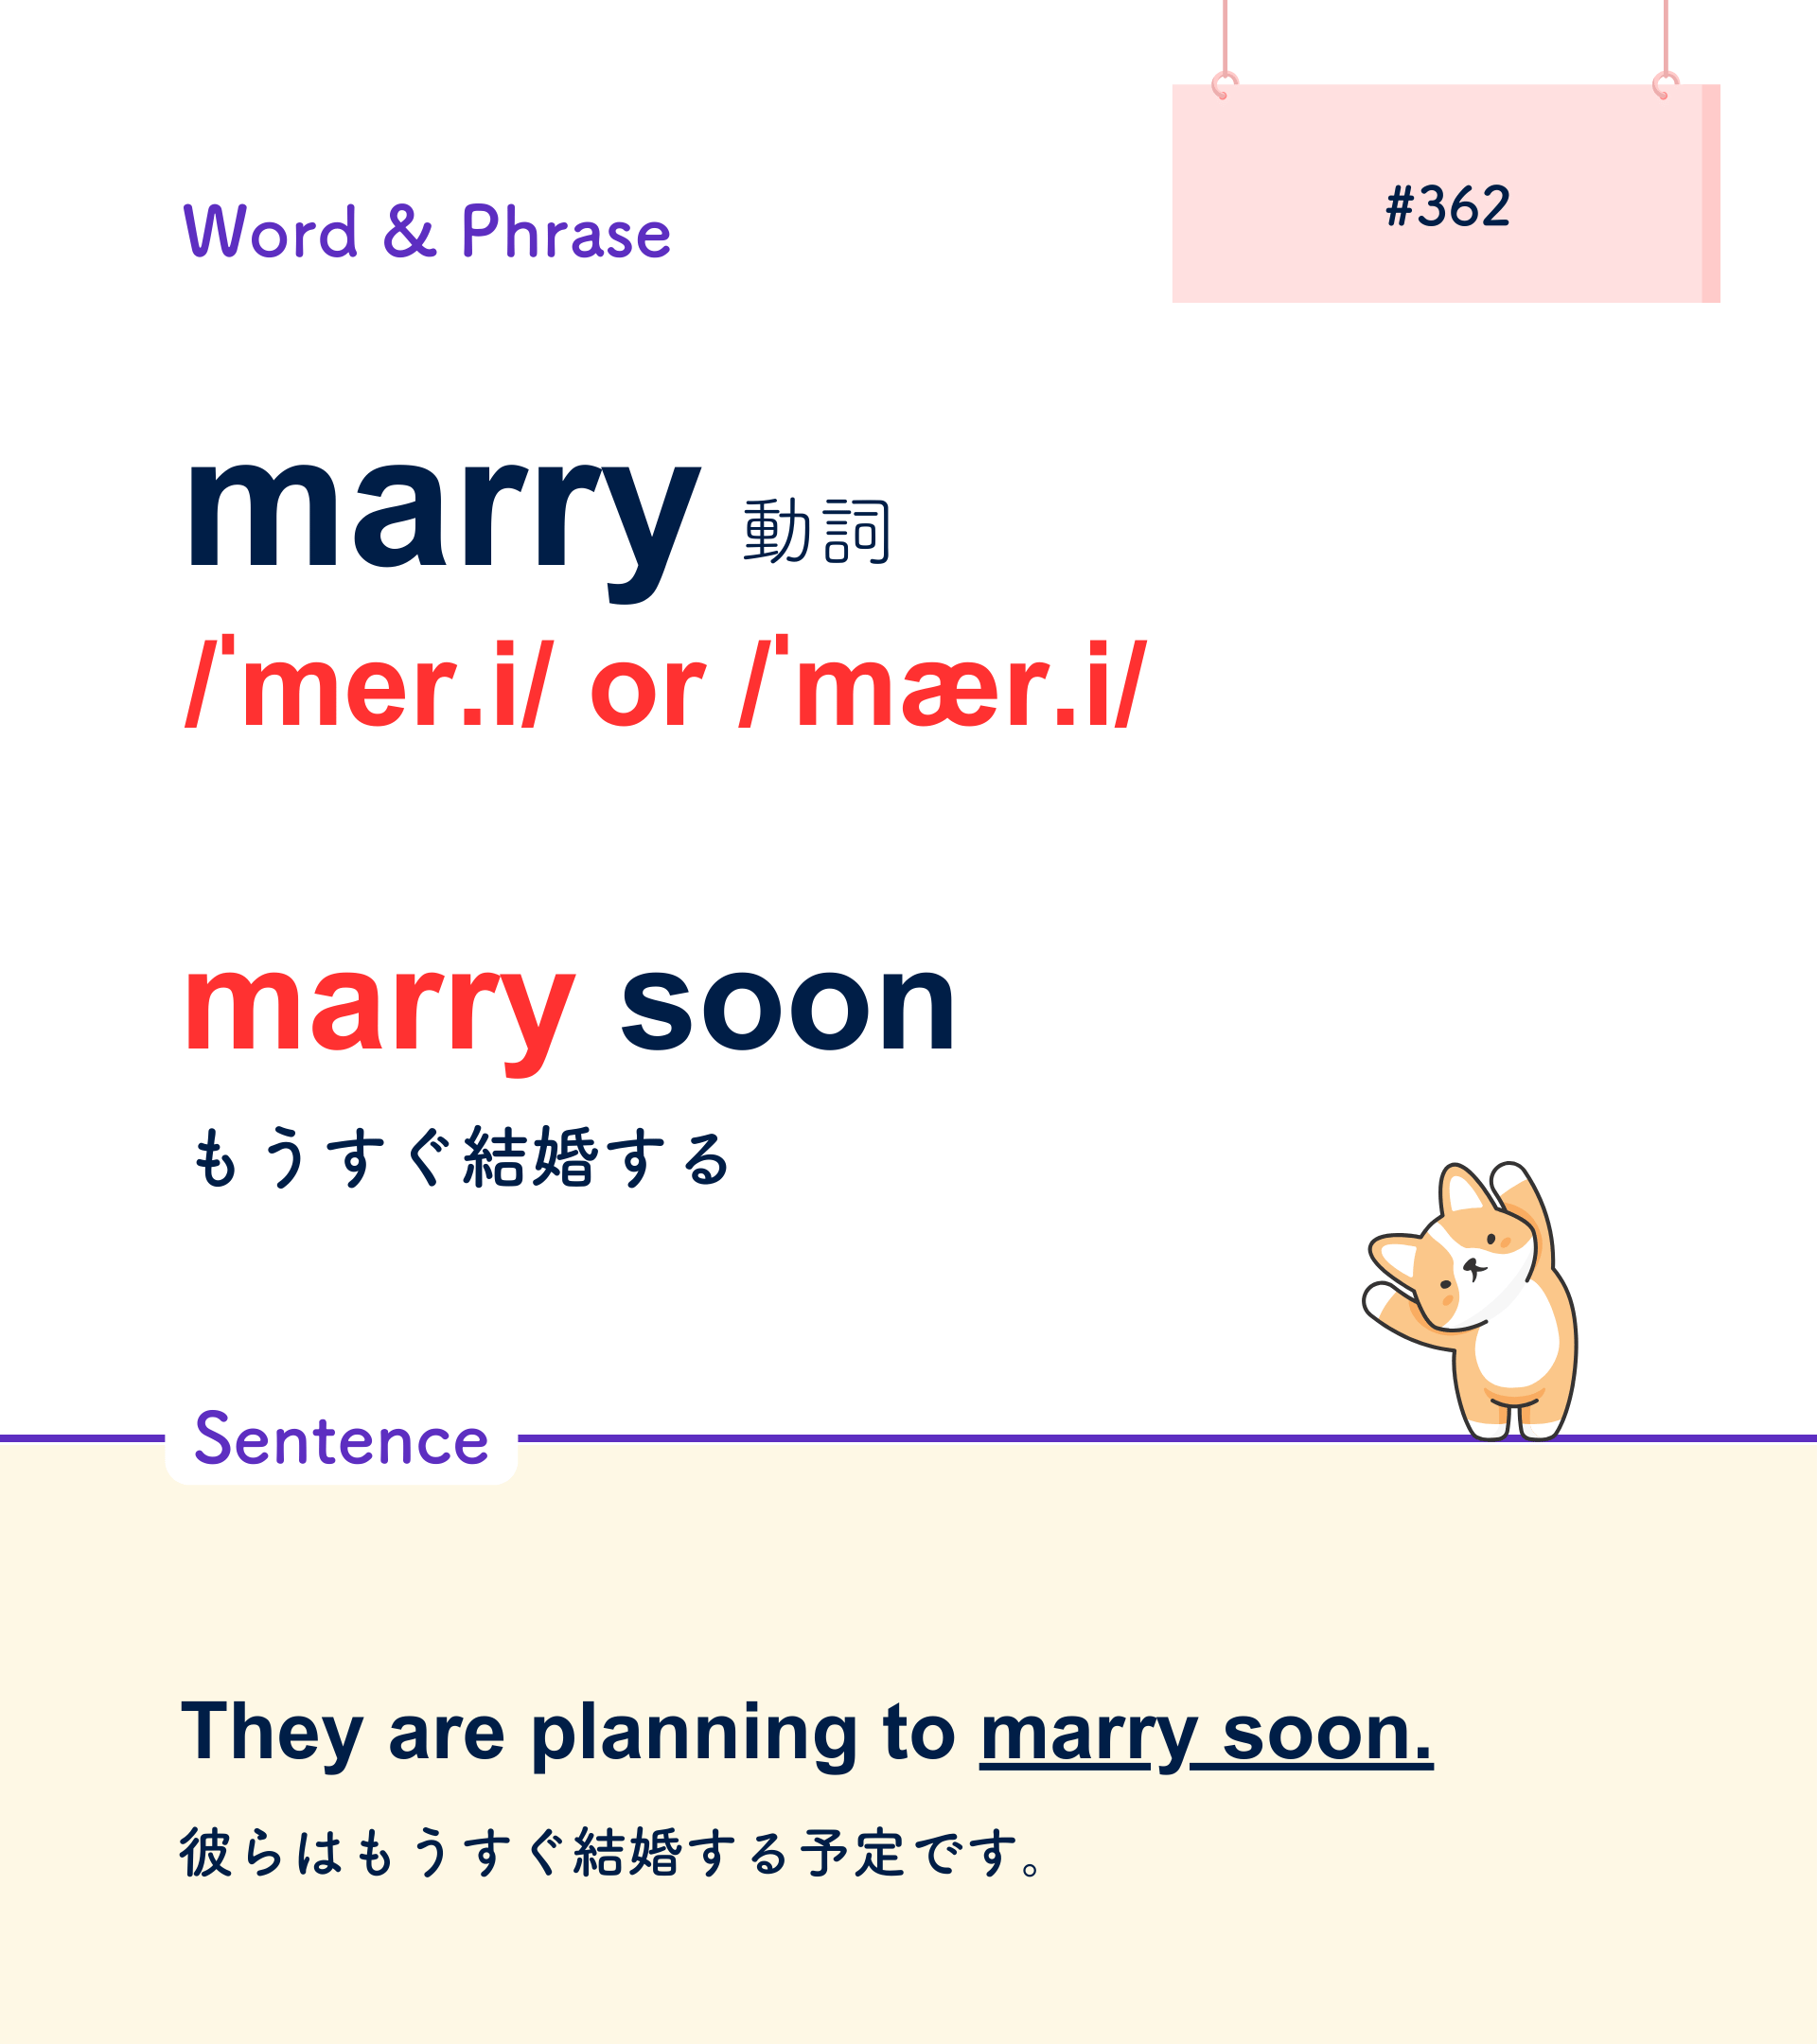 #362
Word & Phrase
marry 動詞
/ˈmer.i/ or /ˈmær.i/
marry soon
もうすぐ結婚する
Sentence
They are planning to marry soon.
彼らはもうすぐ結婚する予定です。